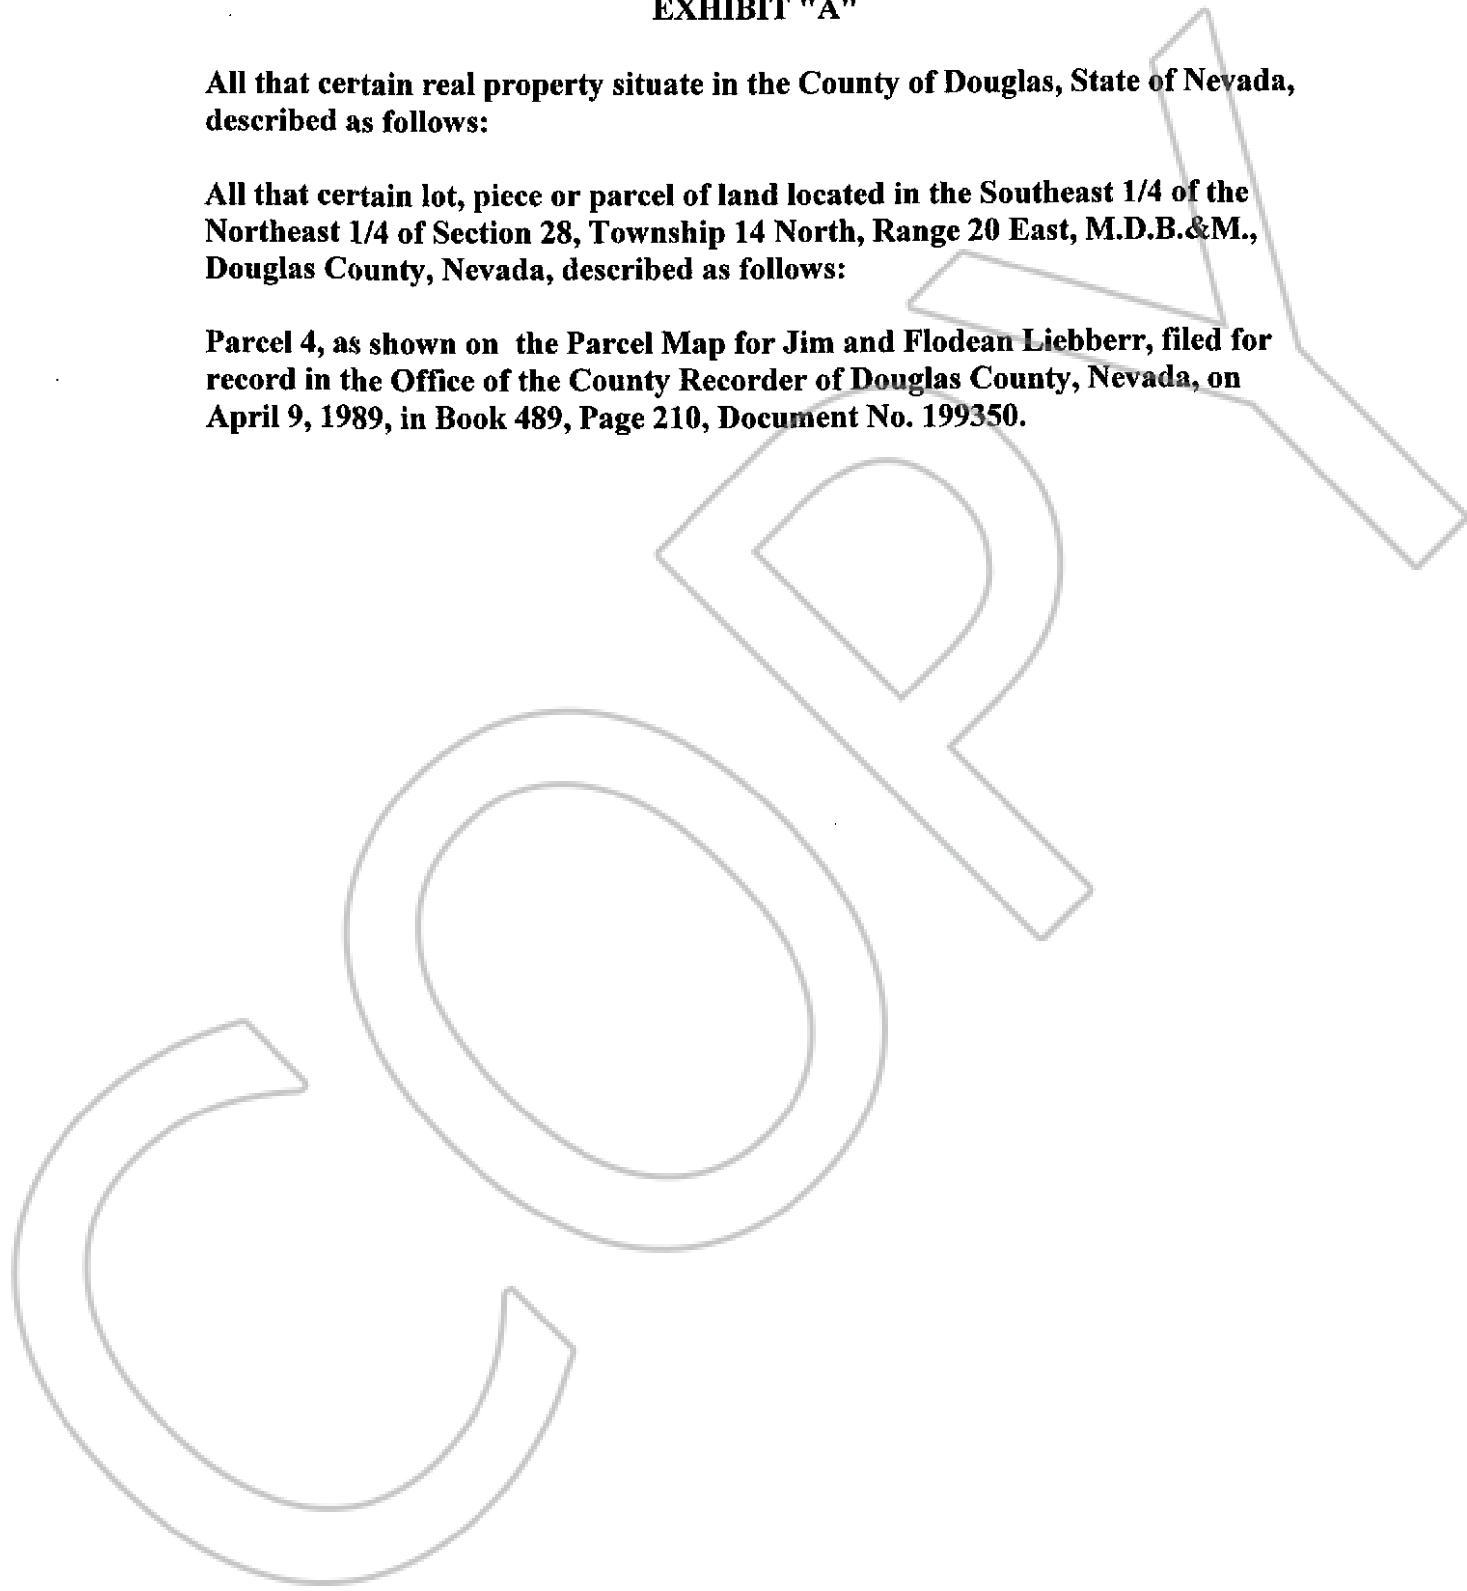 EXHIBIT "A"
All that certain real property situate in the County of Douglas, State of Nevada,
described as follows:
All that certain lot, piece or parcel of land located in the Southeast 1/4 of the
Northeast 1/4 of Section 28, Township 14 North, Range 20 East, M.D.B.&M.,
Douglas County, Nevada, described as follows:
Parcel 4, as shown on the Parcel Map for Jim and Flodean Liebberr, filed for
record in the Office of the County Recorder of Douglas County, Nevada, on
April 9, 1989, in Book 489, Page 210, Document No. 199350.
COPY